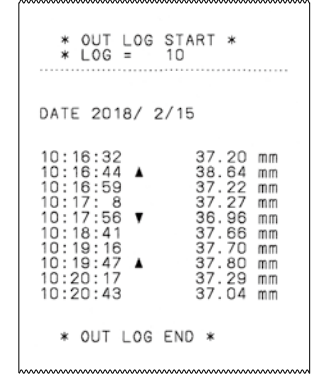 * OUT LOG START *
* LOG = 10
DATE 2018/ 2/15
10:16:32 37.20 mm
10:16:44 ▲ 38.64 mm
10:16:59 37.22 mm
10:17: 8 37.27 mm
10:17:56 ▼ 36.96 mm
10:18:41 37.66 mm
10:19:16 37.70 mm
10:19:47 ▲ 37.80 mm
10:20:17 37.29 mm
10:20:43 37.04 mm
* OUT LOG END *